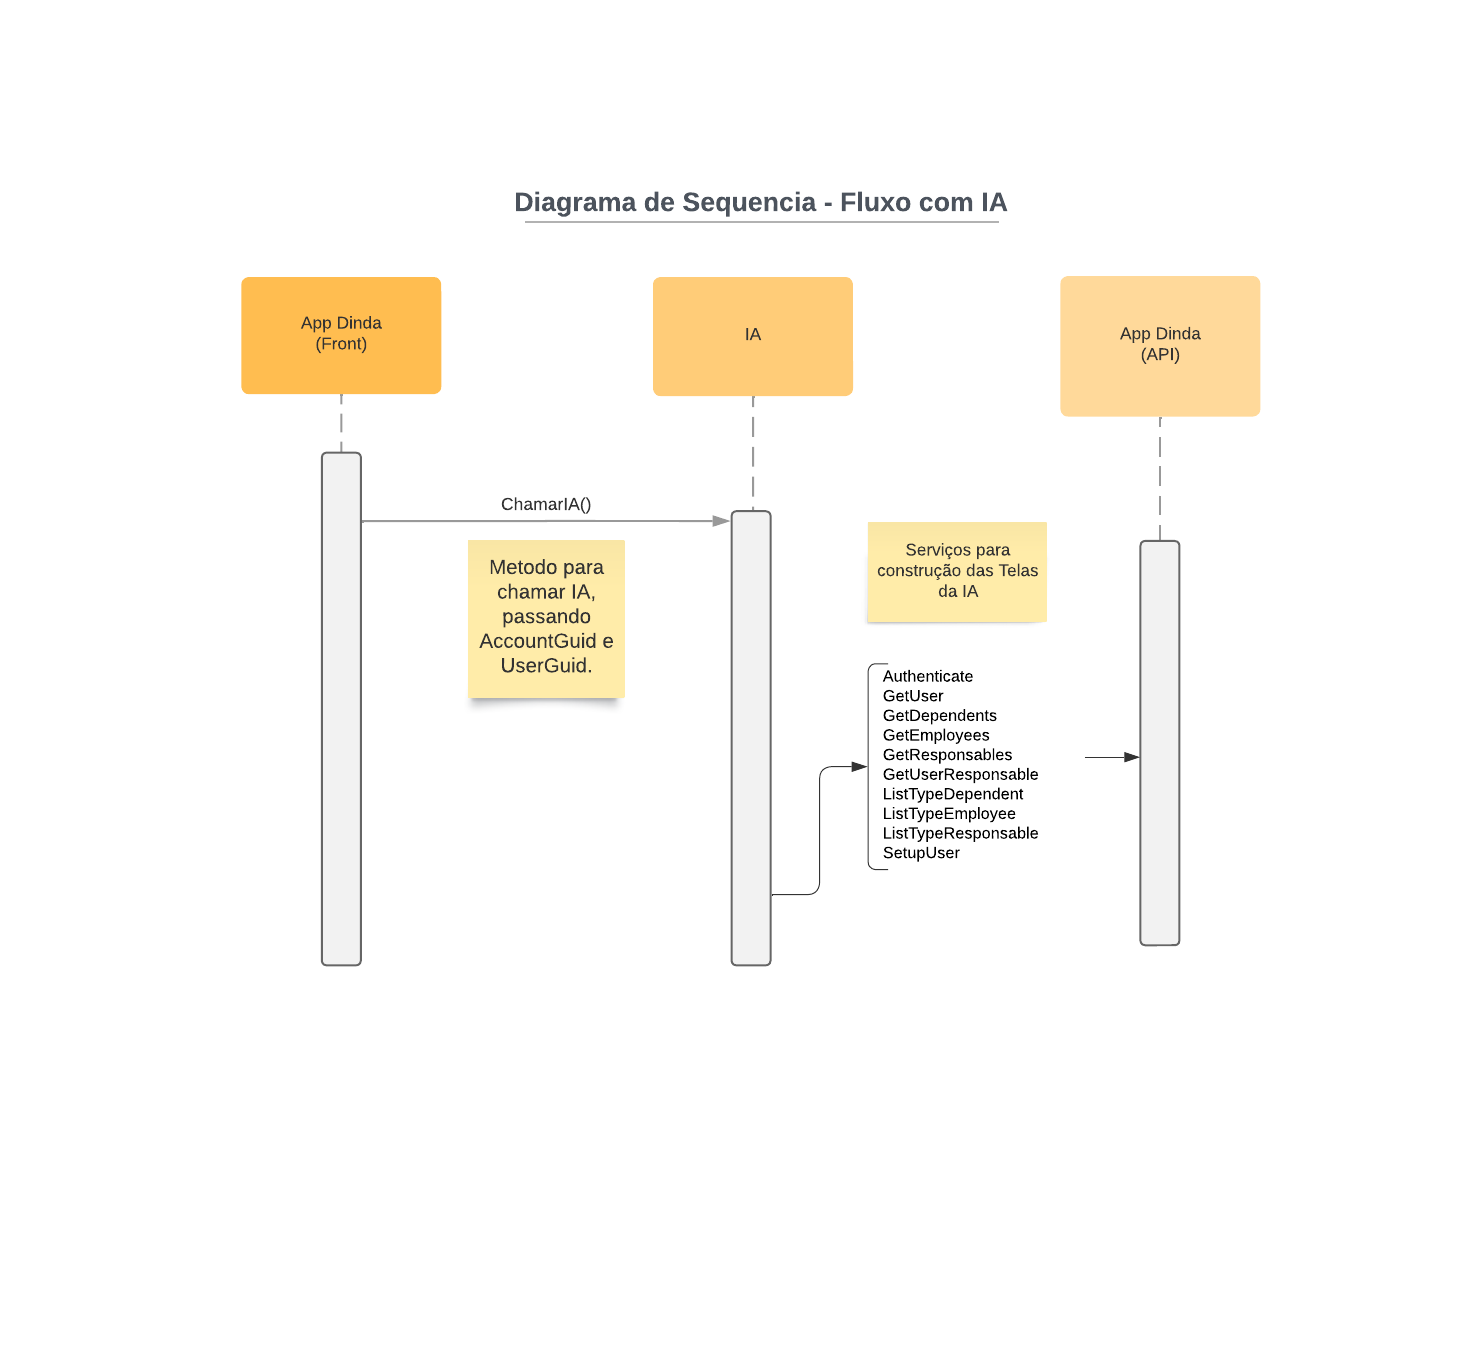 Diagrama de Sequencia - Fluxo com IA
App Dinda
(Front)
IA
App Dinda
(API)
ChamarIA()
Metodo para
chamar IA,
passando
AccountGuid e
UserGuid.
Serviços para
construção das Telas
da IA
Authenticate
GetUser
GetDependents
GetEmployees
GetResponsables
GetUserResponsable
ListTypeDependent
ListTypeEmployee
ListTypeResponsable
SetupUser